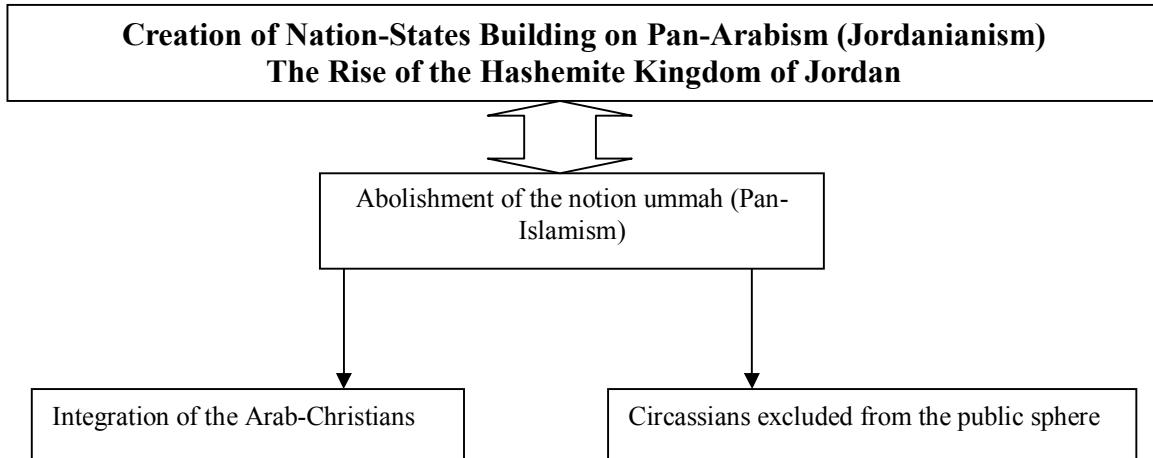 Creation of Nation-States Building on Pan-Arabism (Jordanianism)
The Rise of the Hashemite Kingdom of Jordan
Abolishment of the notion ummah (Pan-
Islamism)
Integration of the Arab-Christians
Circassians excluded from the public sphere